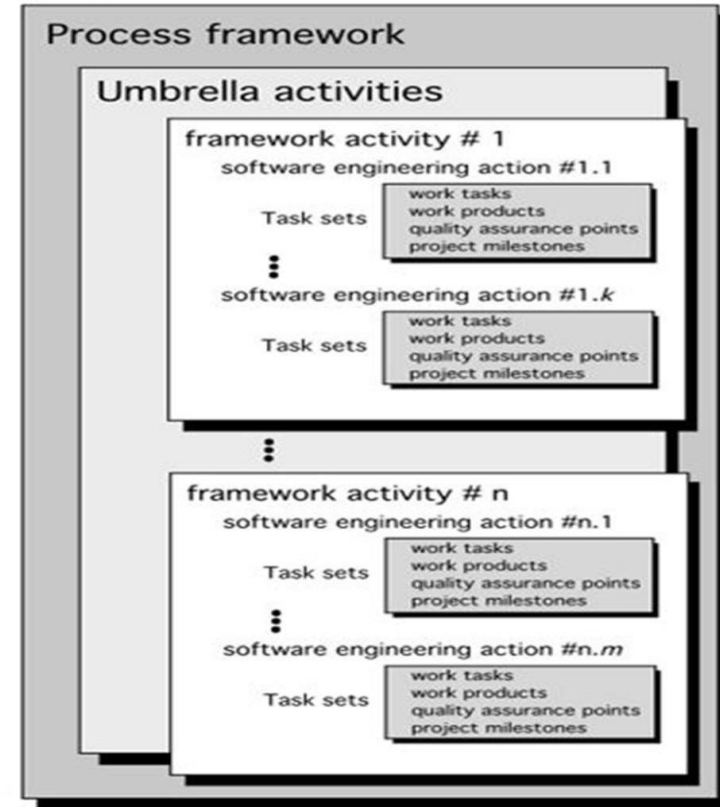 Process framework
Umbrella activities
framework activity # 1
software engineering action #1.1
Task sets
work tasks
work products
quality assurance points
project milestones
software engineering action #1.k
Task sets
work tasks
work products
quality assurance points
project milestones
framework activity # n
software engineering action #n.1
Task sets
work tasks
work products
quality assurance points
project milestones
software engineering action #n.m
Task sets
work tasks
work products
quality assurance points
project milestones